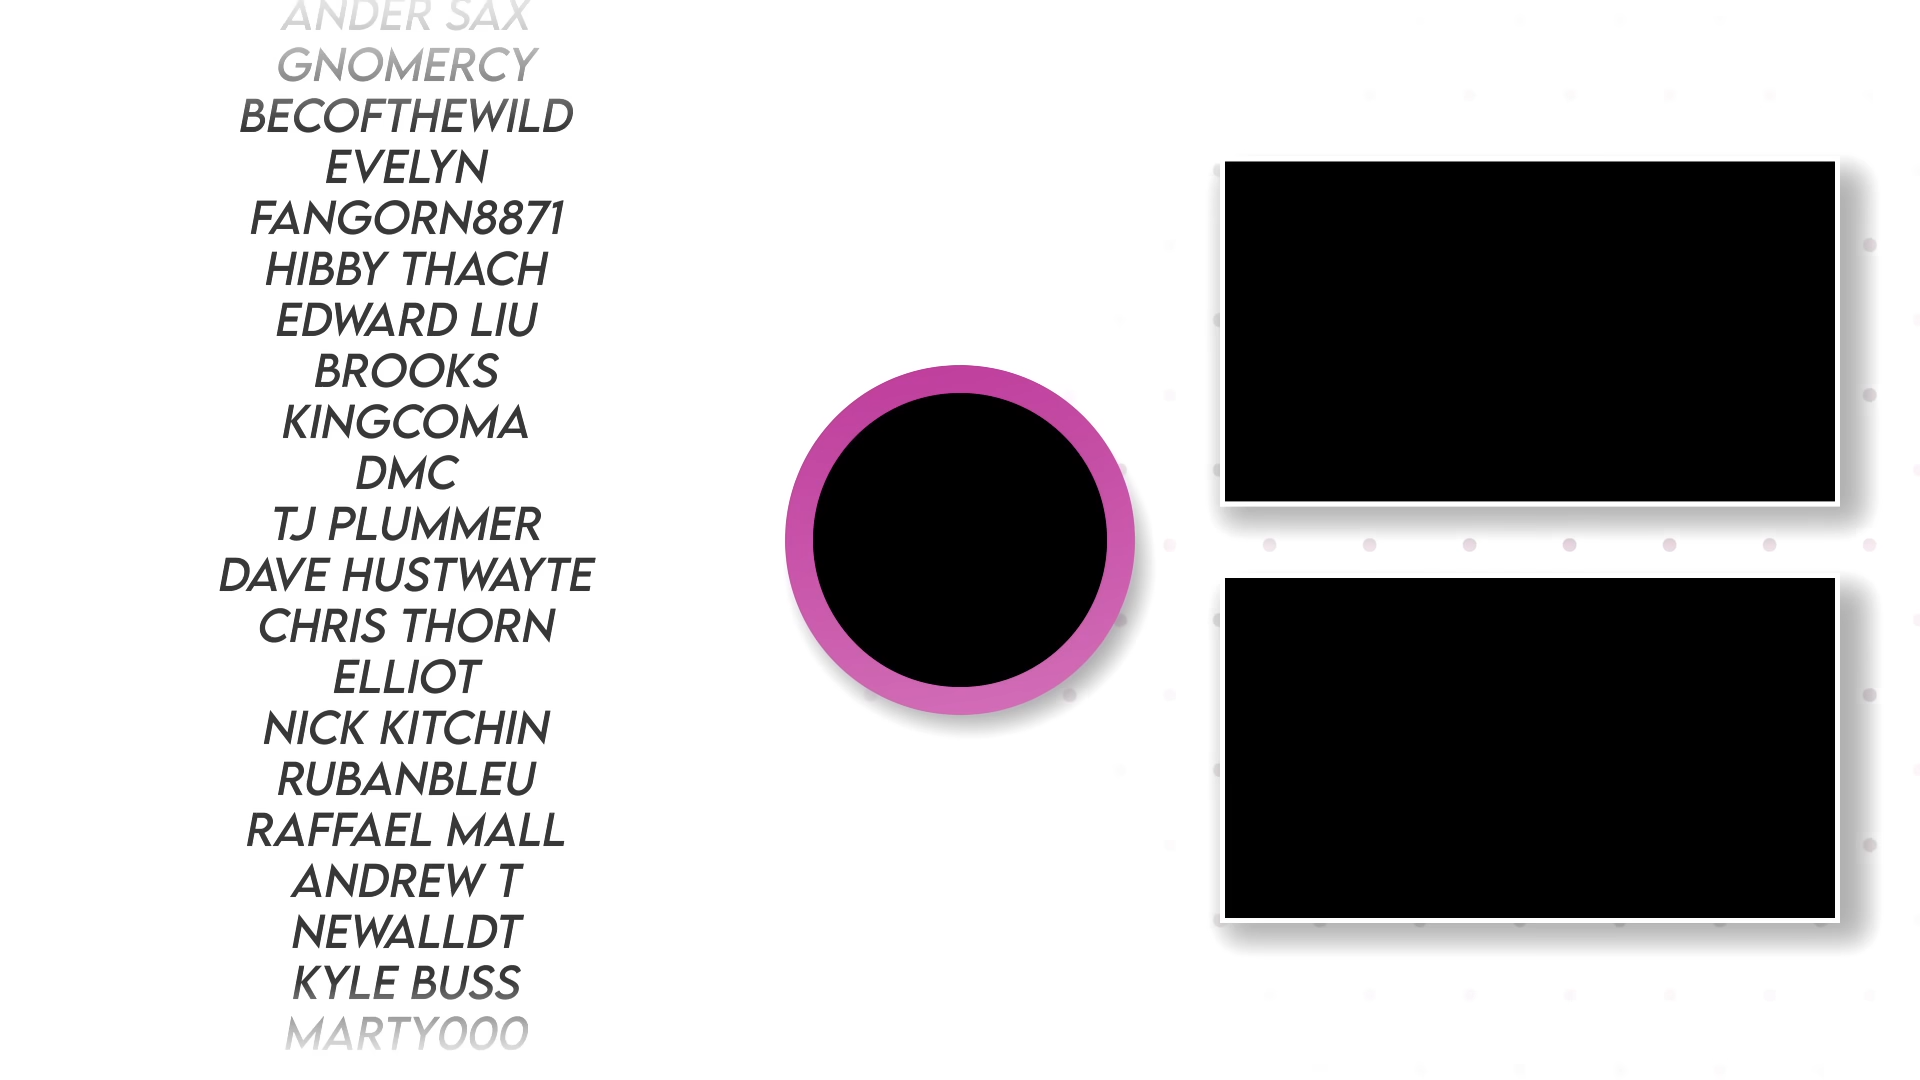 ANDER SAX
GNOMERCY
BECOFTHEWILD
EVELYN
FANGORN8871
HIBBY THACH
EDWARD LIU
BROOKS
KINGCOMA
DMC
TJ PLUMMER
DAVE HUSTWAYTE
CHRIS THORN
ELLIOT
NICK KITCHIN
RUBANBLEU
RAFFAEL MALL
ANDREW T
NEWALLDT
KYLE BUSS
MARTY000